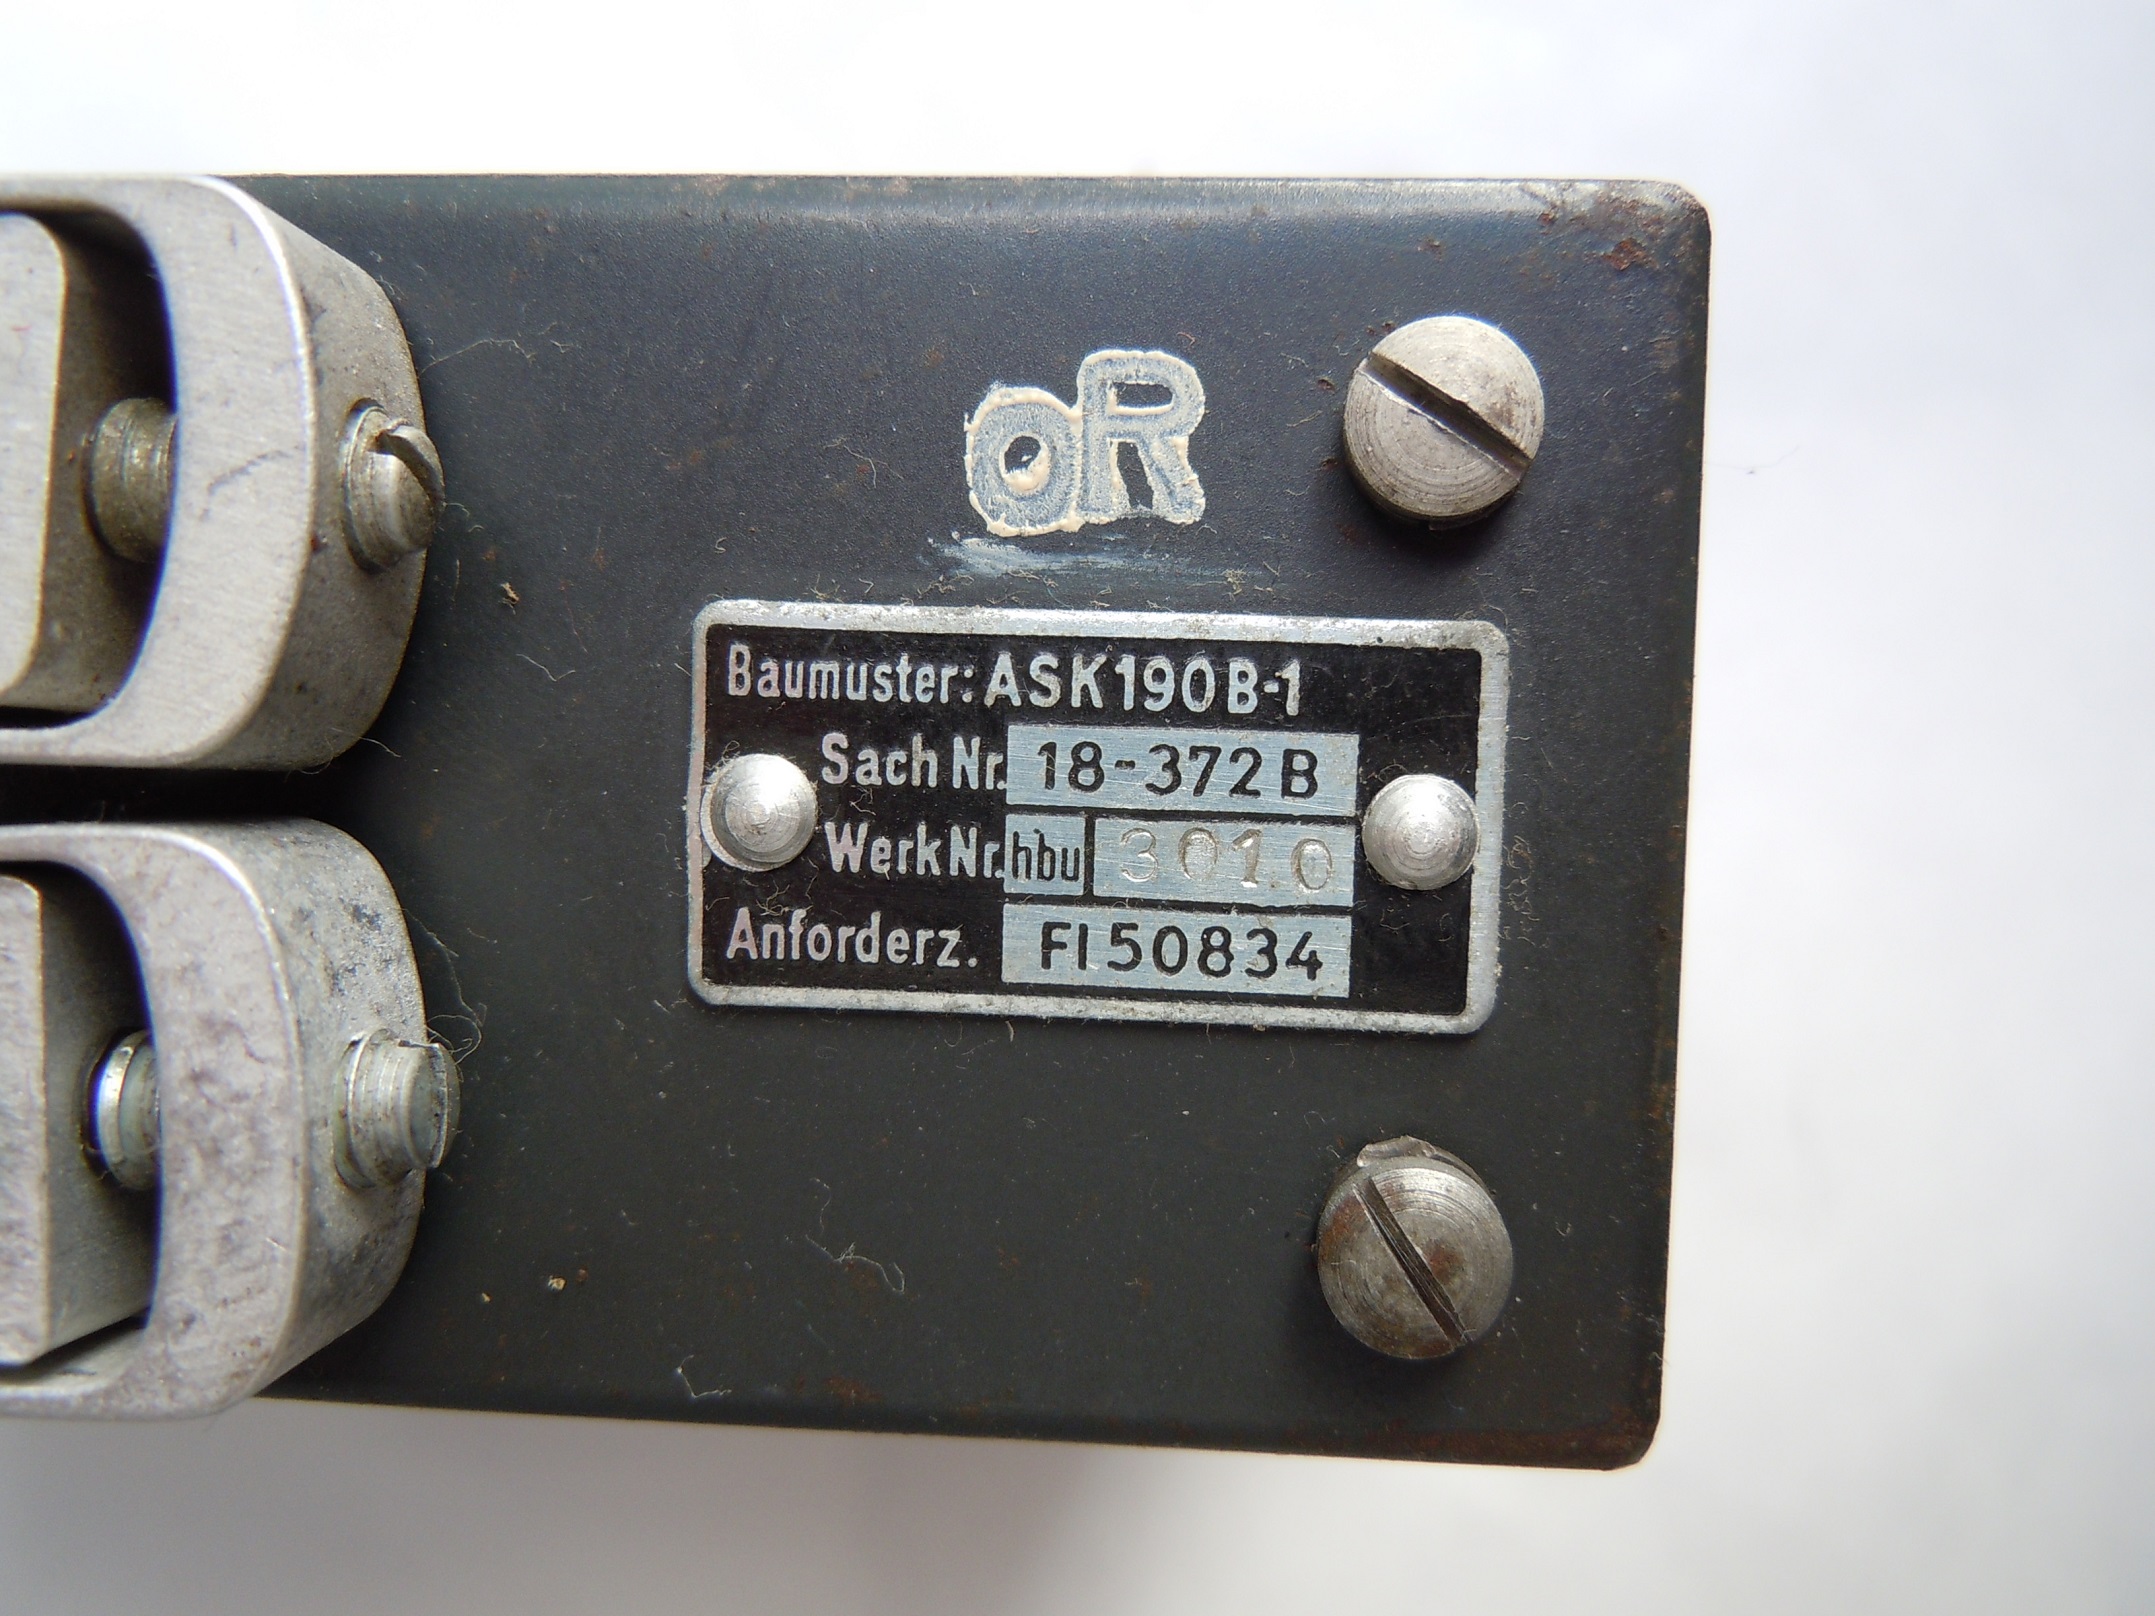 OR
Baumuster: ASK190B-1
Sach Nr. 18-372B
Werk Nr. hbu 3010
Anforderz. Fl 50834